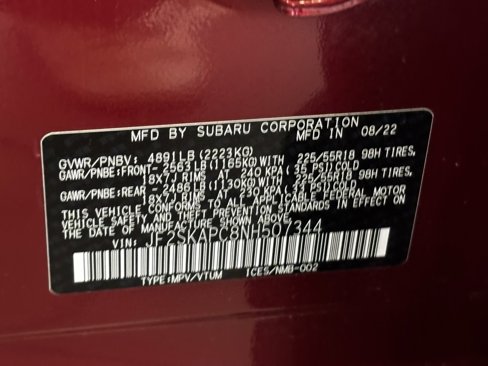 MFD BY SUBARU CORPORATION
MFD IN 08/22
GVWR/PNBV: 4891LB(2223KG)
GAWR/PNBE:FRONT- 2563LB(1165KG)WITH 225/55R18 98H TIRES,
18X7J RIMS AT 240 KPA( 35 PSI)COLD
GAWR/PNBE:REAR - 2486LB(1130KG)WITH 225/55R18 98H TIRES,
18X7J RIMS AT 230 KPA( 33 PSI)COLD
THIS VEHICLE CONFORMS TO ALL APPLICABLE FEDERAL MOTOR
VEHICLE SAFETY, AND THEFT PREVENTION STANDARDS IN EFFECT ON
THE DATE OF MANUFACTURE SHOWN ABOVE.
VIN: JF2SKAPC8NH507344
TYPE:MPV/VTUM ICES/NMB-002